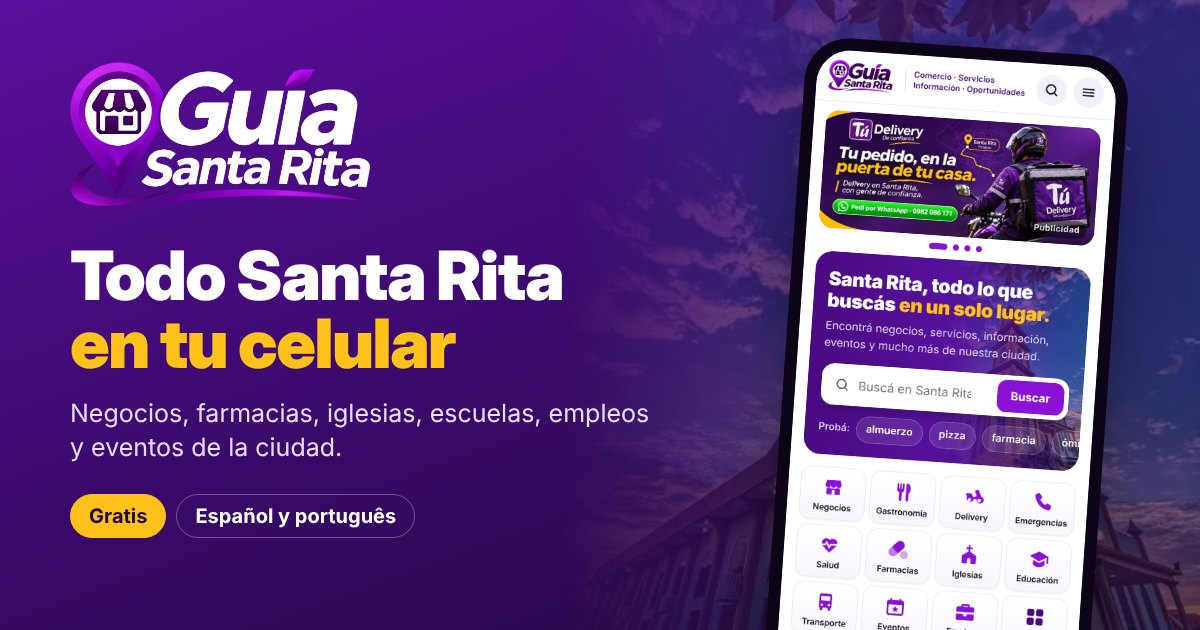 Guía
Santa Rita
Todo Santa Rita
en tu celular
Negocios, farmacias, iglesias, escuelas, empleos
y eventos de la ciudad.
Gratis
Español y português
Guía
Santa Rita
Comercio · Servicios
Información · Oportunidades
Tú Delivery
De confianza
Santa Rita
Tu pedido, en la
puerta de tu casa.
Delivery en Santa Rita,
con gente de confianza.
Pedí por WhatsApp · 0982 086 171
Tú
Delivery
Publicidad
Santa Rita, todo lo que
buscás en un solo lugar.
Encontrá negocios, servicios, información,
eventos y mucho más de nuestra ciudad.
Buscá en Santa Rita
Buscar
Probá:
almuerzo
pizza
farmacia
Negocios
Gastronomía
Delivery
Emergencias
Salud
Farmacias
Iglesias
Educación
Transporte
Eventos